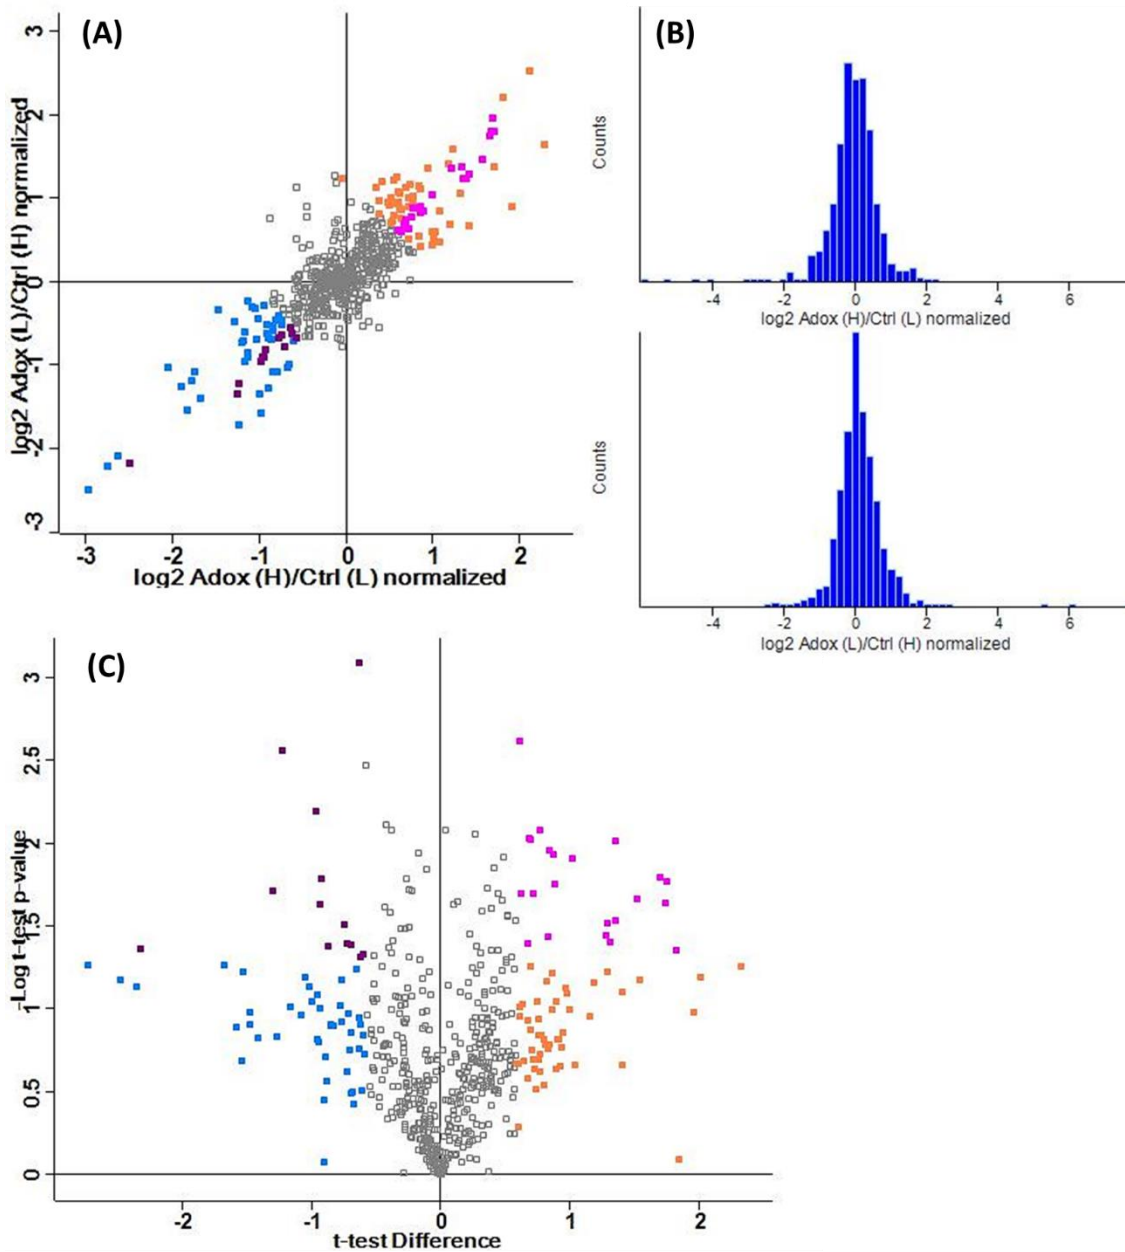 (A)
3
2
1
0
-1
-2
-3
log2 Adox (L)/Ctrl (H) normalized
-3 -2 -1 0 1 2
log2 Adox (H)/Ctrl (L) normalized
(B)
Counts
-4 -2 0 2 4 6
log2 Adox (H)/Ctrl (L) normalized
Counts
-4 -2 0 2 4 6
log2 Adox (L)/Ctrl (H) normalized
(C)
3
2.5
2
1.5
1
0.5
0
-Log t-test p-value
-2 -1 0 1 2
t-test Difference